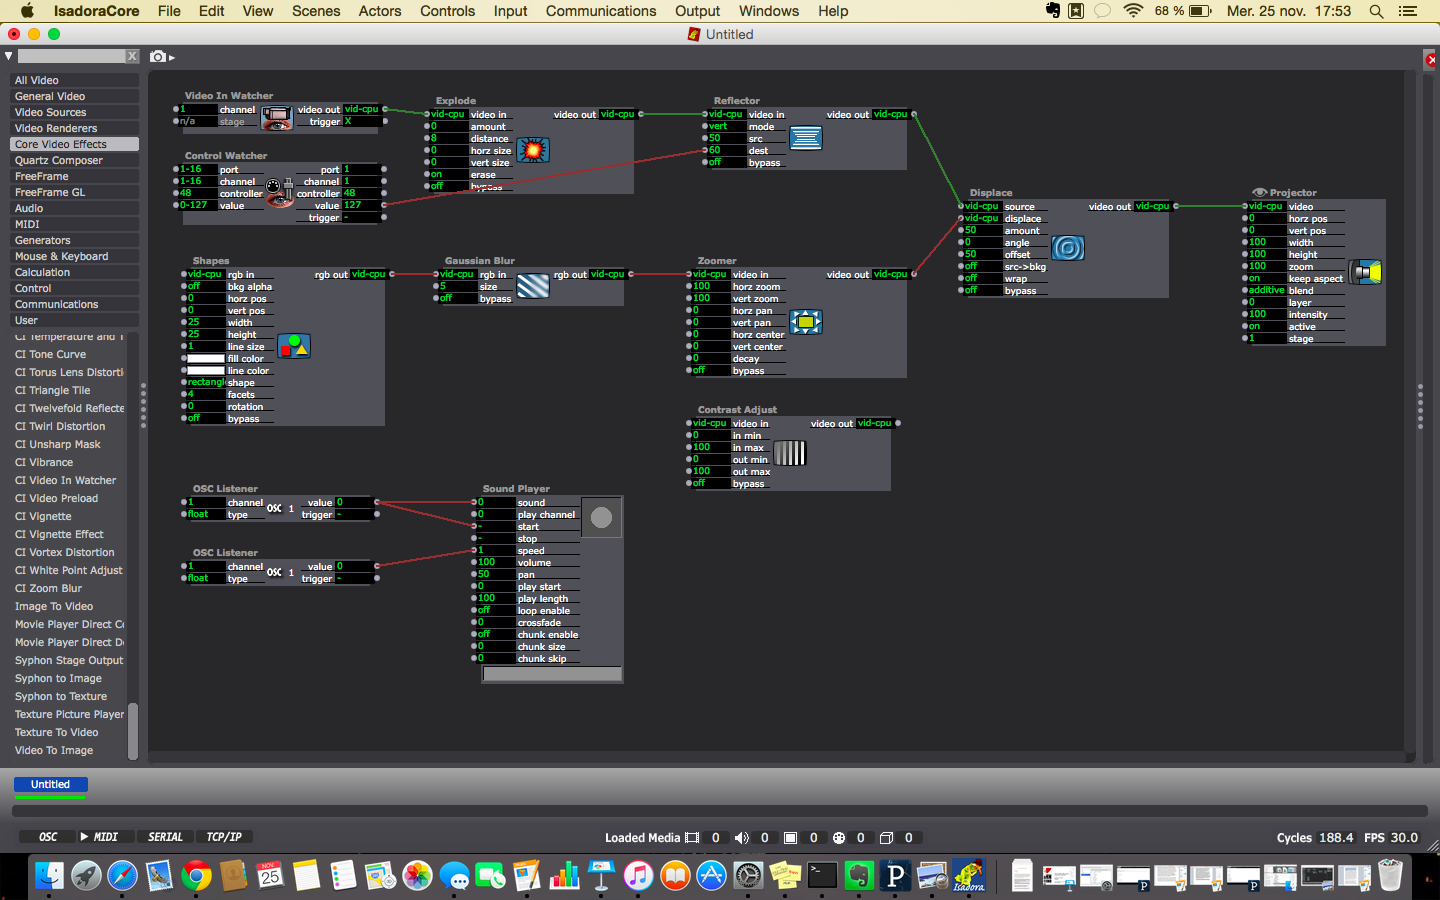 IsadoraCore File Edit View Scenes Actors Controls Input Communications Output Windows Help 68 % Mer. 25 nov. 17:53
Untitled
X
All Video
General Video
Video Sources
Video Renderers
Core Video Effects
Quartz Composer
FreeFrame
FreeFrame GL
Audio
MIDI
Generators
Mouse & Keyboard
Calculation
Control
Communications
User
CI Temperature and T
CI Tone Curve
CI Torus Lens Distorti
CI Triangle Tile
CI Twelvefold Reflecte
CI Twirl Distortion
CI Unsharp Mask
CI Vibrance
CI Video In Watcher
CI Video Preload
CI Vignette
CI Vignette Effect
CI Vortex Distortion
CI White Point Adjust
CI Zoom Blur
Image To Video
Movie Player Direct Co
Movie Player Direct D
Syphon Stage Output
Syphon to Image
Syphon to Texture
Texture Picture Player
Texture To Video
Video To Image
Video In Watcher
1 channel video out vid-cpu
n/a stage trigger X
Control Watcher
1-16 port port 1
1-16 channel channel 1
48 controller controller 48
0-127 value value 127
trigger -
Explode
vid-cpu video in video out vid-cpu
0 amount
8 distance
0 horz size
0 vert size
on erase
off bypass
Reflector
vid-cpu video in video out vid-cpu
vert mode
50 src
60 dest
off bypass
Displace
vid-cpu source video out vid-cpu
vid-cpu displace
50 amount
0 angle
50 offset
off src->bkg
off wrap
off bypass
Projector
vid-cpu video
0 horz pos
0 vert pos
100 width
100 height
100 zoom
on keep aspect
additive blend
0 layer
100 intensity
on active
1 stage
Shapes
vid-cpu rgb in rgb out vid-cpu
off bkg alpha
0 horz pos
0 vert pos
25 width
25 height
1 line size
fill color
line color
rectangl shape
4 facets
0 rotation
off bypass
Gaussian Blur
vid-cpu rgb in rgb out vid-cpu
5 size
off bypass
Zoomer
vid-cpu video in video out vid-cpu
100 horz zoom
100 vert zoom
0 horz pan
0 vert pan
0 horz center
0 vert center
0 decay
off bypass
Contrast Adjust
vid-cpu video in video out vid-cpu
0 in min
100 in max
0 out min
100 out max
off bypass
OSC Listener
1 channel OSC 1 value 0
float type trigger -
OSC Listener
1 channel OSC 1 value 0
float type trigger -
Sound Player
0 sound
0 play channel
- start
- stop
1 speed
100 volume
50 pan
0 play start
100 play length
off loop enable
0 crossfade
off chunk enable
0 chunk size
0 chunk skip
Untitled
OSC MIDI SERIAL TCP/IP Loaded Media 0 0 0 0 0 Cycles 188.4 FPS 30.0
NOV.
25
P
Isadora